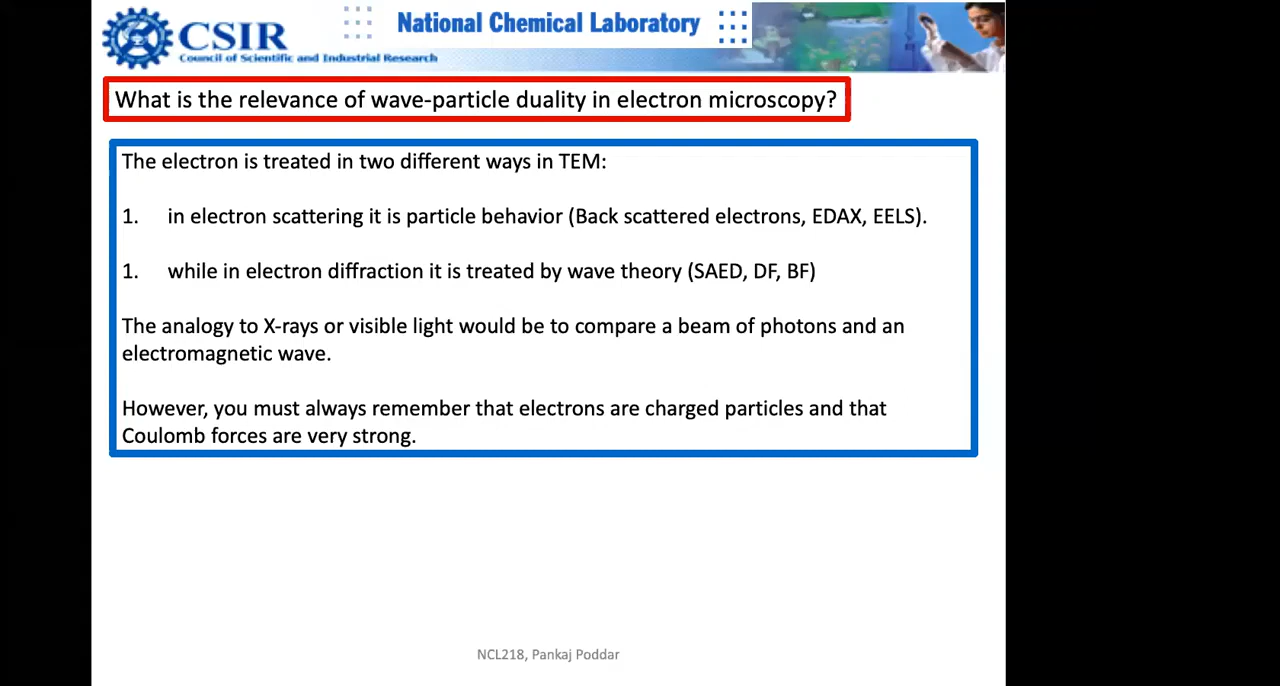 CSIR
Council of Scientific and Industrial Research
National Chemical Laboratory
What is the relevance of wave-particle duality in electron microscopy?
The electron is treated in two different ways in TEM:
1. in electron scattering it is particle behavior (Back scattered electrons, EDAX, EELS).
1. while in electron diffraction it is treated by wave theory (SAED, DF, BF)
The analogy to X-rays or visible light would be to compare a beam of photons and an
electromagnetic wave.
However, you must always remember that electrons are charged particles and that
Coulomb forces are very strong.
NCL218, Pankaj Poddar